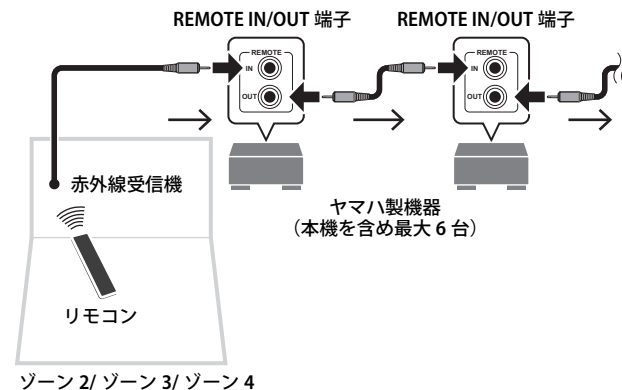 REMOTE IN/OUT 端子
REMOTE IN/OUT 端子
REMOTE
IN
OUT
REMOTE
IN
OUT
赤外線受信機
ヤマハ製機器
(本機を含め最大 6 台)
リモコン
ゾーン 2/ ゾーン 3/ ゾーン 4